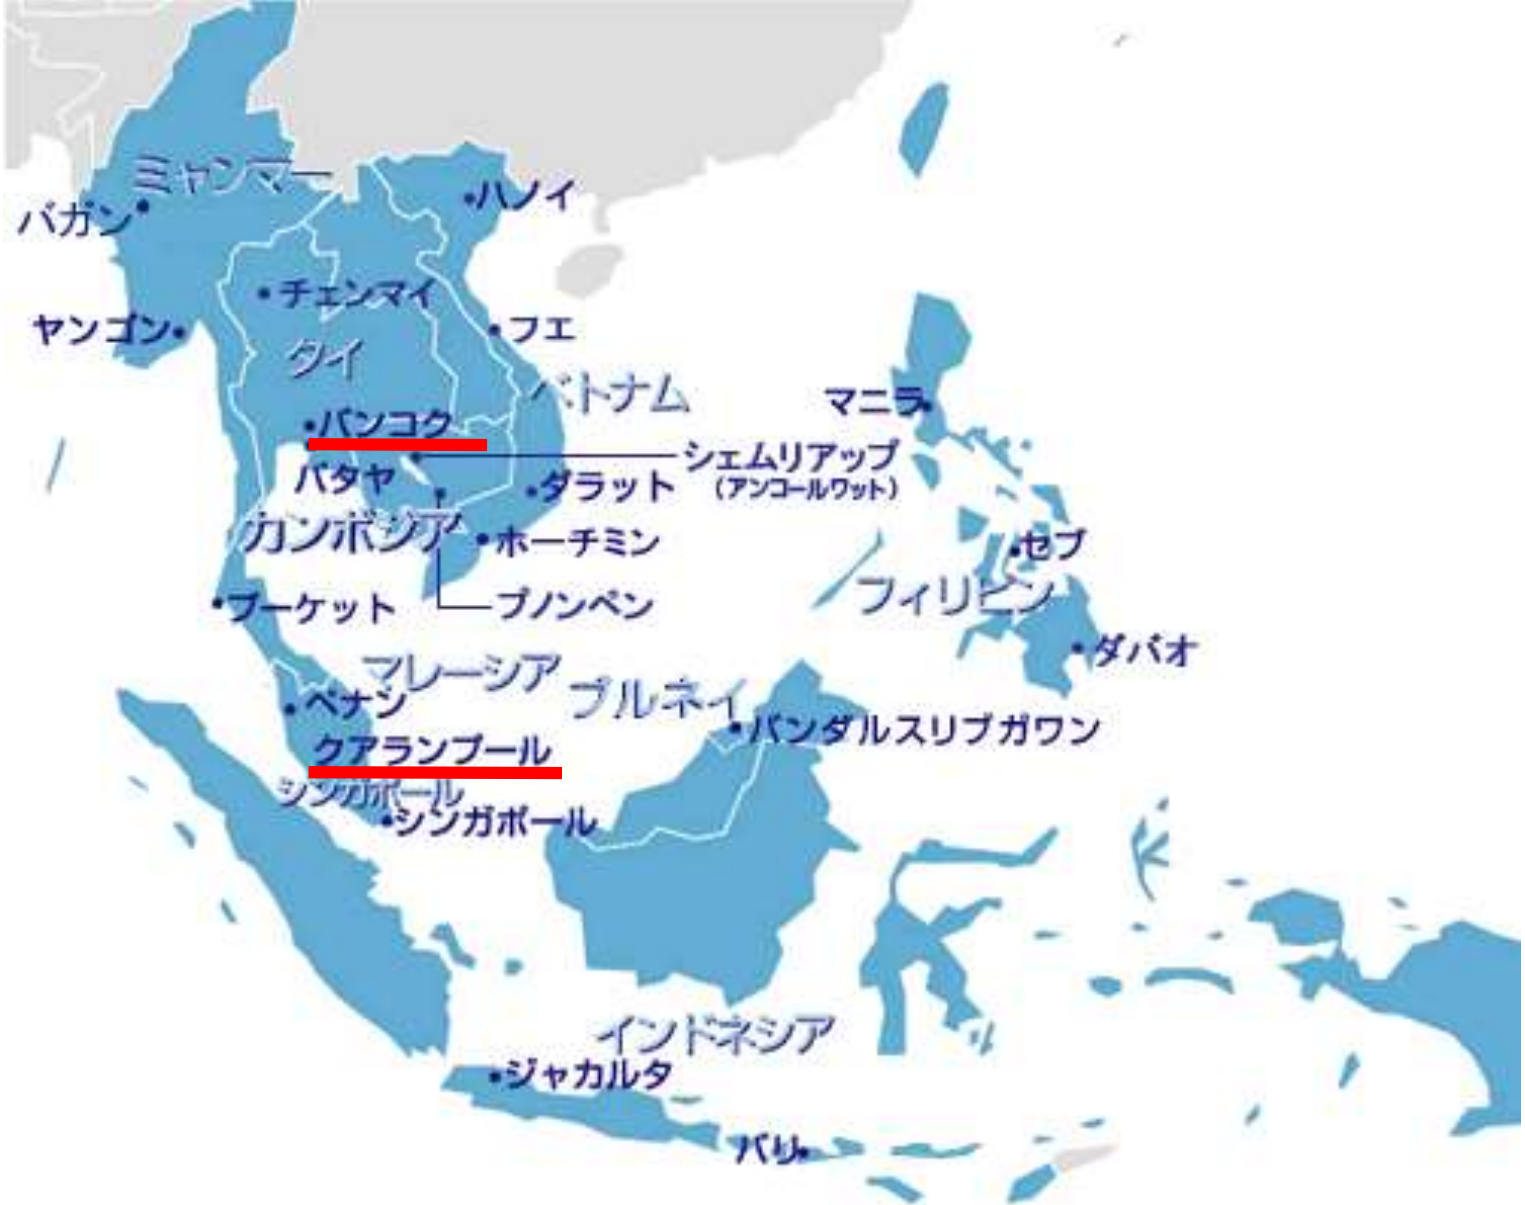 ミャンマー
バガン
ハノイ
チェンマイ
ヤンゴン
フエ
タイ
ベトナム
マニラ
バンコク
シェムリアップ
(アンコールワット)
パタヤ
ダラット
カンボジア
ホーチミン
セブ
フィリピン
プーケット
プノンペン
ダバオ
マレーシア
ブルネイ
ペナン
バンダルスリブガワン
クアランプール
シンガポール
シンガポール
インドネシア
ジャカルタ
バリ